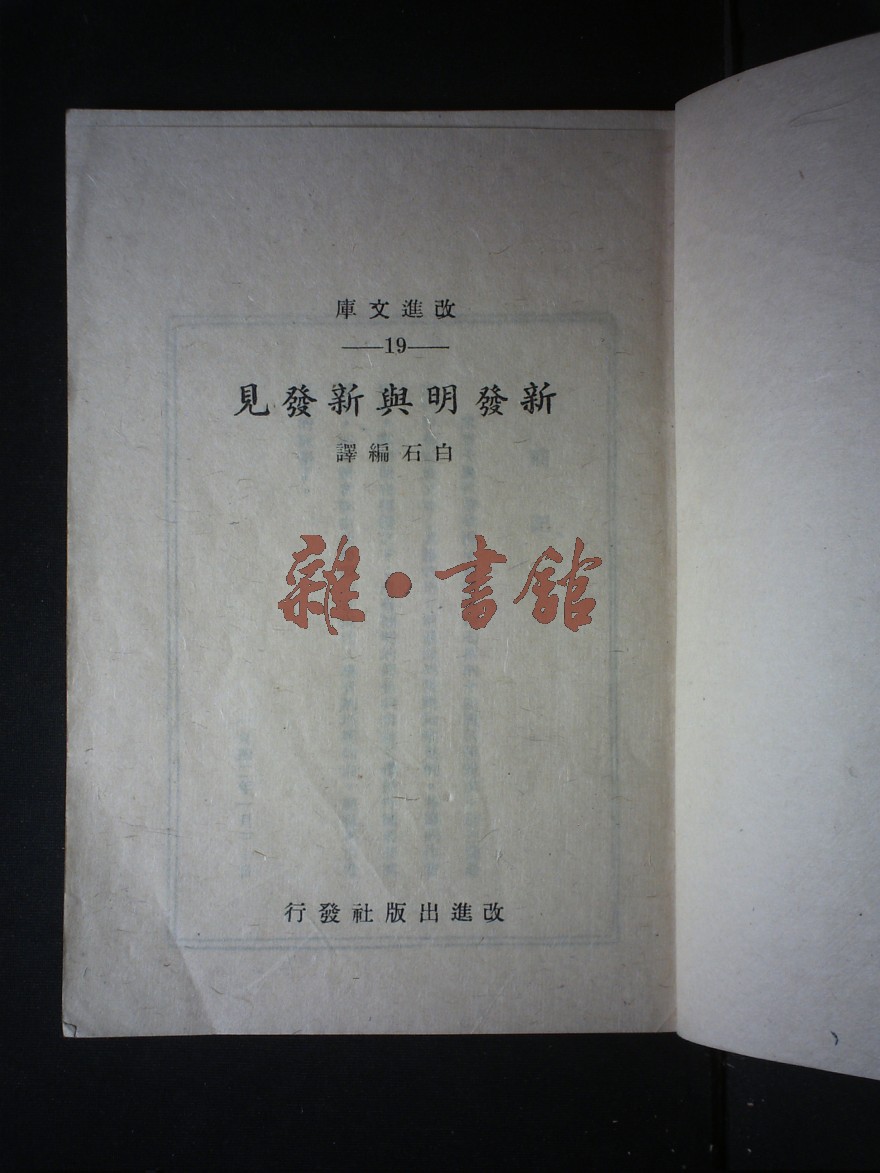 改進文庫
——19——
新發明與新發見
白石編譯
雜·書館
改進出版社發行